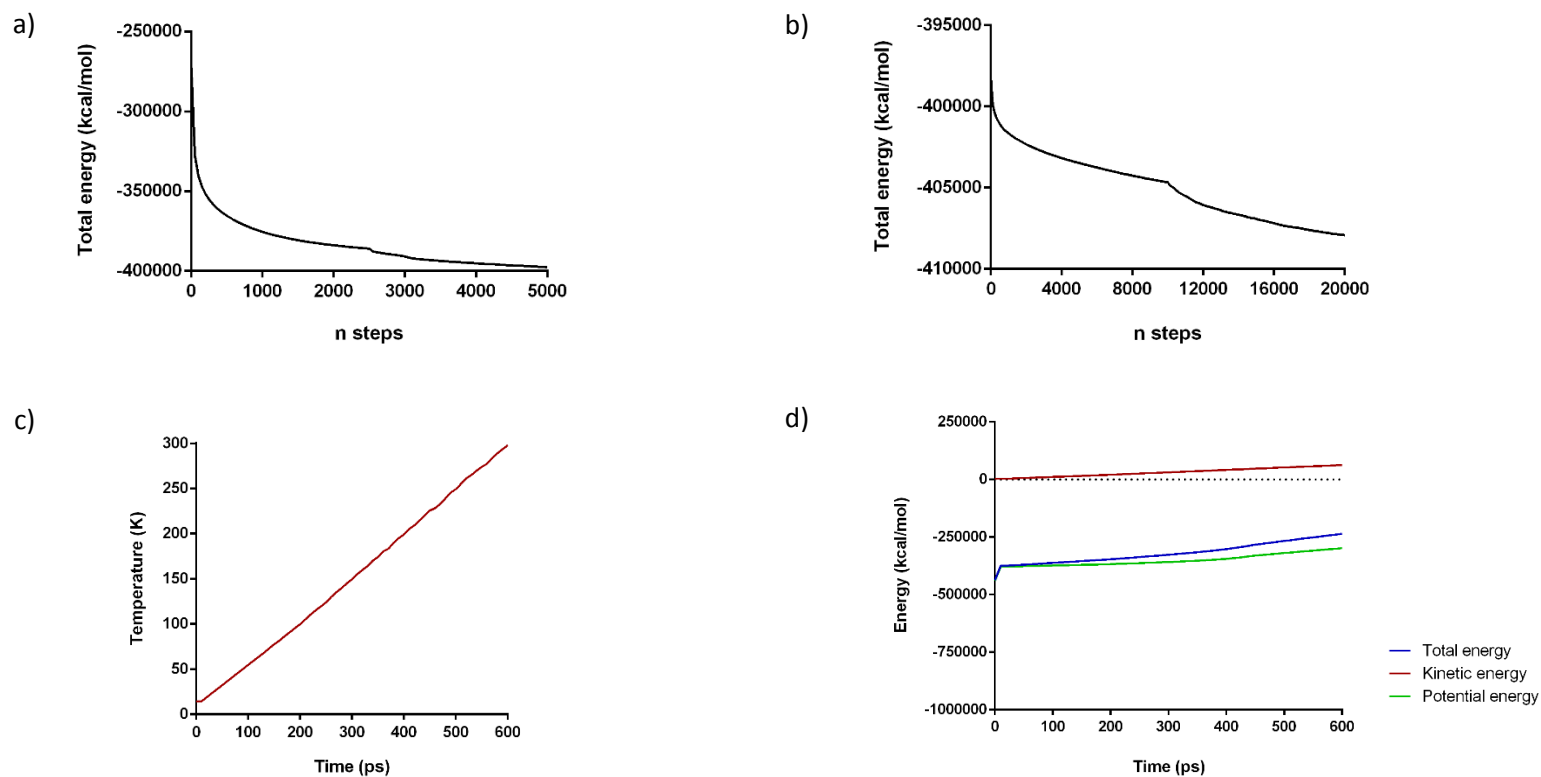 a)
Total energy (kcal/mol)
-250000
-300000
-350000
-400000
0 1000 2000 3000 4000 5000
n steps
b)
Total energy (kcal/mol)
-395000
-400000
-405000
-410000
0 4000 8000 12000 16000 20000
n steps
c)
Temperature (K)
300
250
200
150
100
50
0
0 100 200 300 400 500 600
Time (ps)
d)
Energy (kcal/mol)
250000
0
-250000
-500000
-750000
-1000000
0 100 200 300 400 500 600
Time (ps)
Total energy
Kinetic energy
Potential energy